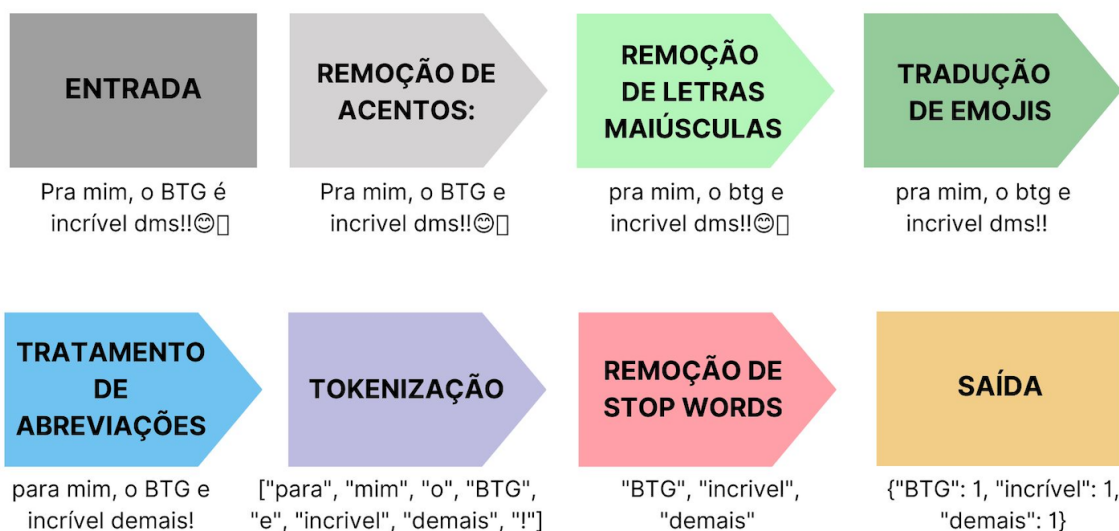 ENTRADA
Pra mim, o BTG é
incrível dms!!😊▯
REMOÇÃO DE
ACENTOS:
Pra mim, o BTG e
incrivel dms!!😊▯
REMOÇÃO
DE LETRAS
MAIÚSCULAS
pra mim, o btg e
incrivel dms!!😊▯
TRADUÇÃO
DE EMOJIS
pra mim, o btg e
incrivel dms!!
TRATAMENTO
DE
ABREVIAÇÕES
para mim, o BTG e
incrível demais!
TOKENIZAÇÃO
["para", "mim", "o", "BTG",
"e", "incrivel", "demais", "!"]
REMOÇÃO DE
STOP WORDS
"BTG", "incrivel",
"demais"
SAÍDA
{"BTG": 1, "incrível": 1,
"demais": 1}